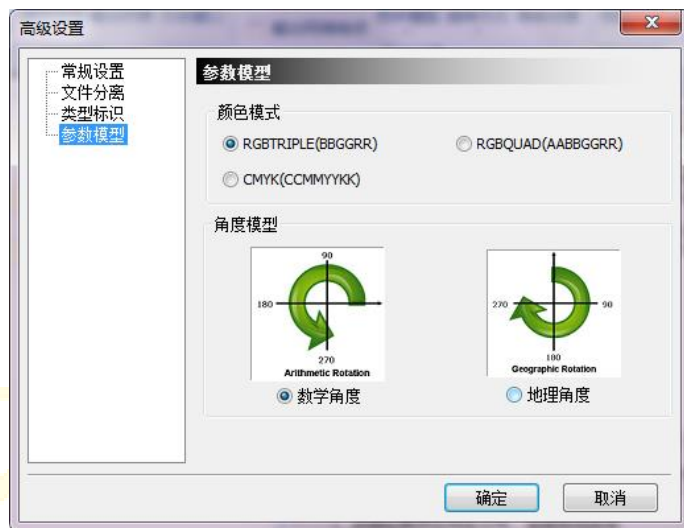 高级设置
常规设置
文件分离
类型标识
参数模型
参数模型
颜色模式
RGBTRIPLE(BBGGRR)
RGBQUAD(AABBGGRR)
CMYK(CCMMYYKK)
角度模型
90
180
270
Arithmetic Rotation
270
90
180
Geographic Rotation
数学角度
地理角度
确定
取消